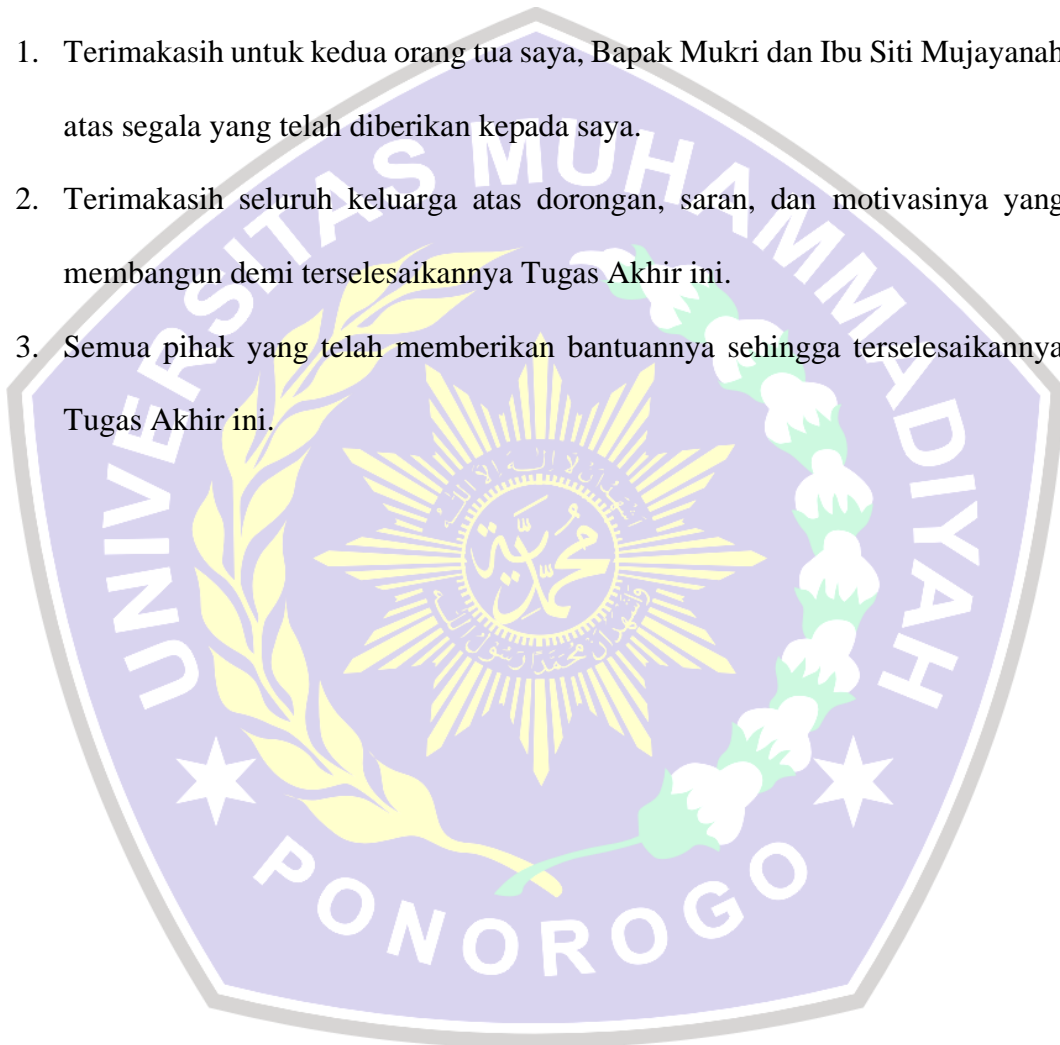 1. Terimakasih untuk kedua orang tua saya, Bapak Mukri dan Ibu Siti Mujayanah
atas segala yang telah diberikan kepada saya.
2. Terimakasih seluruh keluarga atas dorongan, saran, dan motivasinya yang
membangun demi terselesaikannya Tugas Akhir ini.
3. Semua pihak yang telah memberikan bantuannya sehingga terselesaikannya
Tugas Akhir ini.
UNIVERSITAS MUHAMMADIYAH
PONOROGO
محمدية